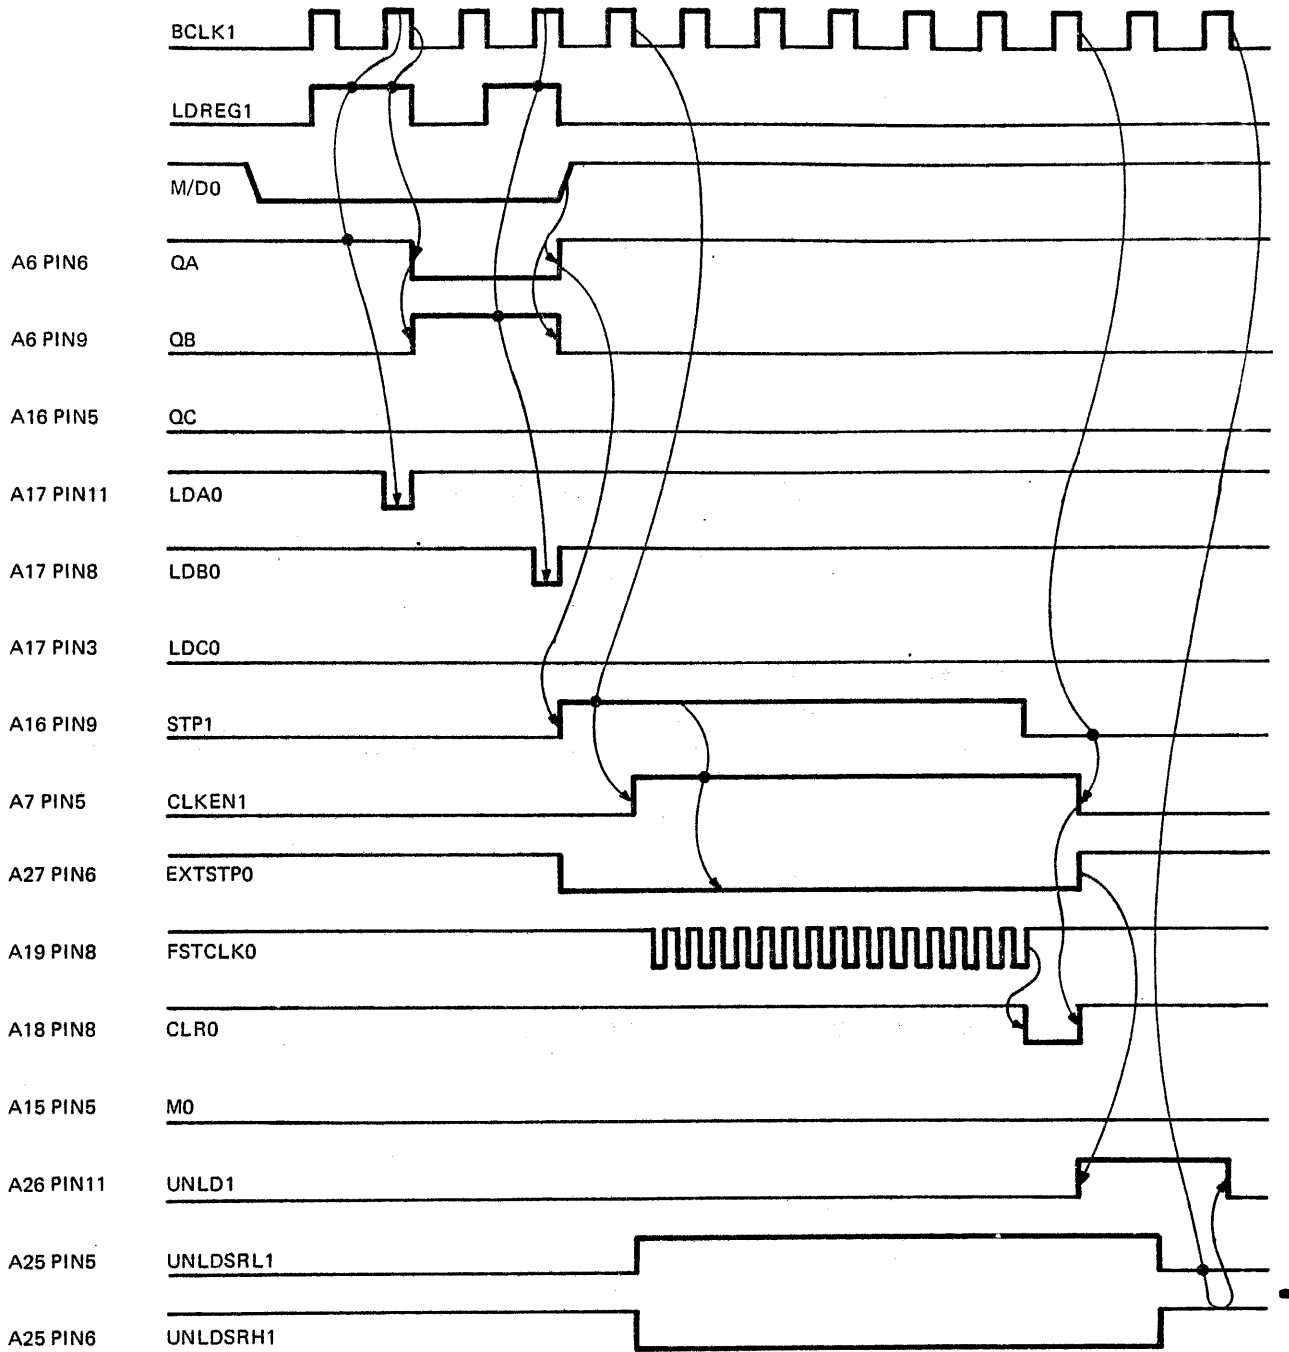 BCLK1
LDREG1
M/D0
A6 PIN6 QA
A6 PIN9 QB
A16 PIN5 QC
A17 PIN11 LDA0
A17 PIN8 LDB0
A17 PIN3 LDC0
A16 PIN9 STP1
A7 PIN5 CLKEN1
A27 PIN6 EXTSTP0
A19 PIN8 FSTCLK0
A18 PIN8 CLR0
A15 PIN5 M0
A26 PIN11 UNLD1
A25 PIN5 UNLDSRL1
A25 PIN6 UNLDSRH1